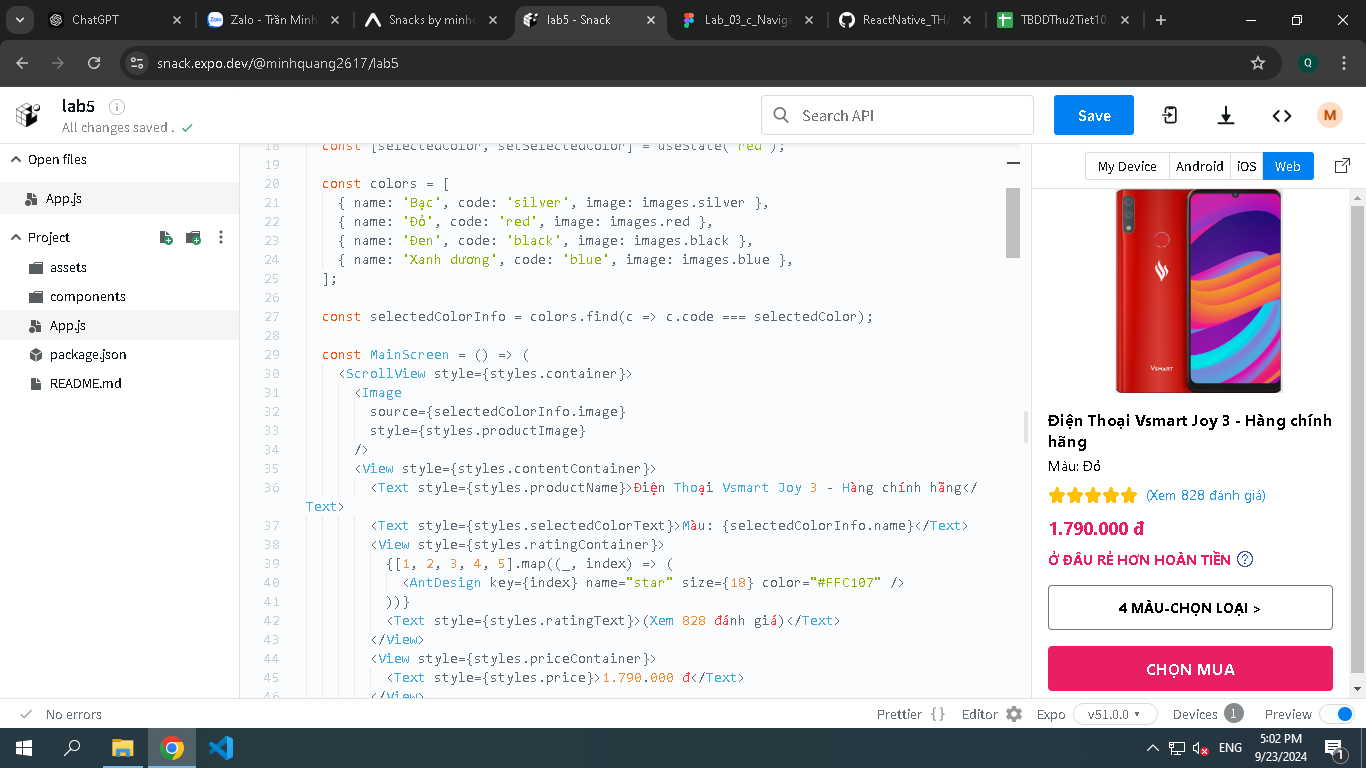 ChatGPT
Zalo - Trần Minh
Snacks by minh
lab5 - Snack
Lab_03_c_Naviga
ReactNative_TH/
TBDDThu2Tiet10
snack.expo.dev/@minhquang2617/lab5
Q
lab5
All changes saved .
Search API
Save
M
Open files
App.js
Project
assets
components
App.js
package.json
README.md
18 const [selectedColor, setSelectedColor] = useState('red');
19
20 const colors = [
21 { name: 'Bạc', code: 'silver', image: images.silver },
22 { name: 'Đỏ', code: 'red', image: images.red },
23 { name: 'Đen', code: 'black', image: images.black },
24 { name: 'Xanh dương', code: 'blue', image: images.blue },
25 ];
26
27 const selectedColorInfo = colors.find(c => c.code === selectedColor);
28
29 const MainScreen = () => (
30 <ScrollView style={styles.container}>
31 <Image
32 source={selectedColorInfo.image}
33 style={styles.productImage}
34 />
35 <View style={styles.contentContainer}>
36 <Text style={styles.productName}>Điện Thoại Vsmart Joy 3 - Hàng chính hãng</
Text>
37 <Text style={styles.selectedColorText}>Màu: {selectedColorInfo.name}</Text>
38 <View style={styles.ratingContainer}>
39 {[1, 2, 3, 4, 5].map((_, index) => (
40 <AntDesign key={index} name="star" size={18} color="#FFC107" />
41 ))}
42 <Text style={styles.ratingText}>(Xem 828 đánh giá)</Text>
43 </View>
44 <View style={styles.priceContainer}>
45 <Text style={styles.price}>1.790.000 đ</Text>
46 </View>
My Device
Android
iOS
Web
VSMART
Điện Thoại Vsmart Joy 3 - Hàng chính
hãng
Màu: Đỏ
(Xem 828 đánh giá)
1.790.000 đ
Ở ĐÂU RẺ HƠN HOÀN TIỀN ?
4 MÀU-CHỌN LOẠI >
CHỌN MUA
No errors
Prettier {}
Editor
Expo
v51.0.0
Devices 1
Preview
ENG
5:02 PM
9/23/2024
1